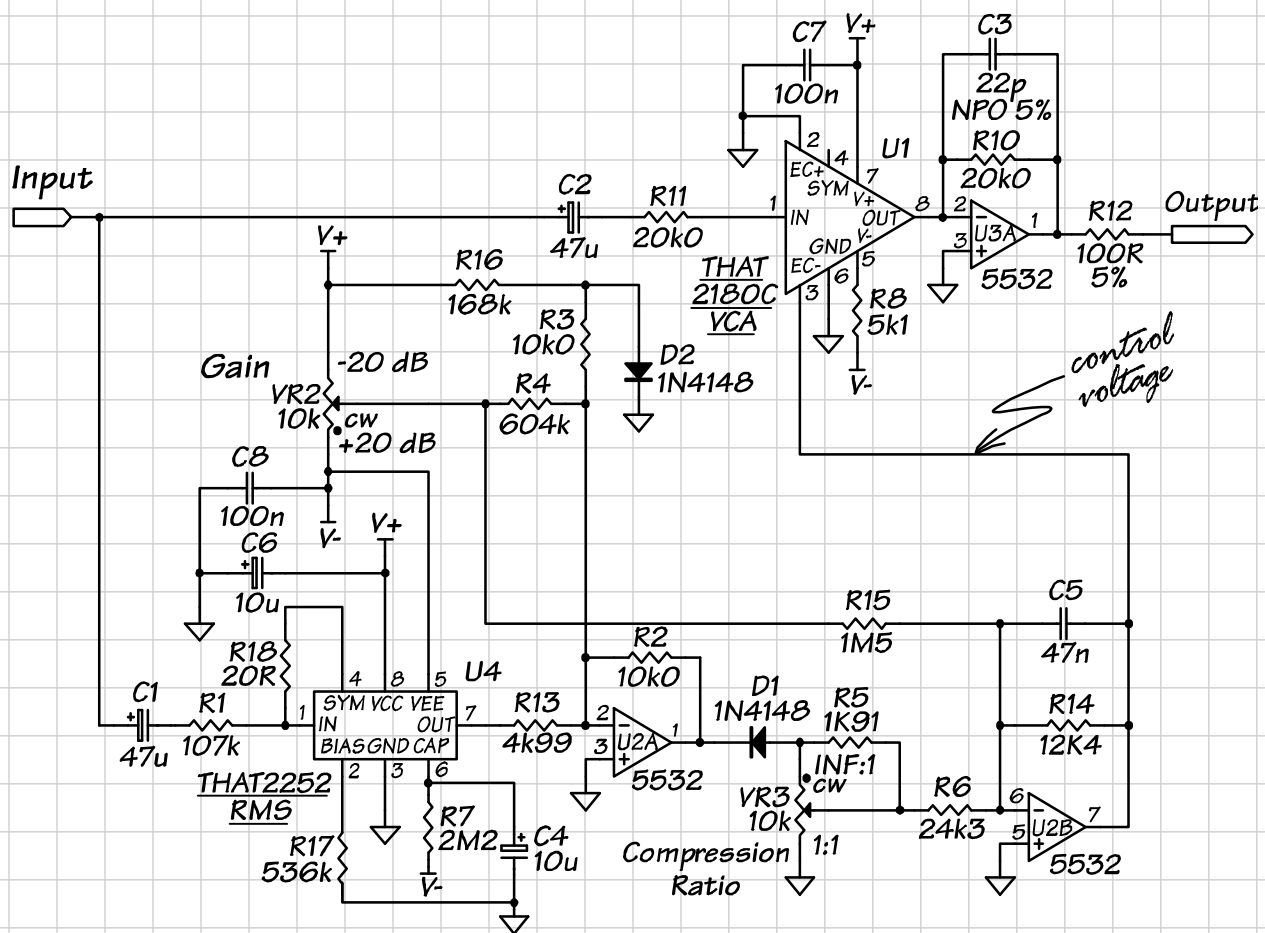 C3
C7
V+
22p
NPO 5%
100n
2
4
U1
R10
20k0
EC+
SYM
7
V+
Input
C2
R11
1
IN
OUT
8
2
-
U3A
1
R12
Output
V-
3
+
47u
20k0
GND
EC-
5
6
3
5532
100R
5%
V+
R16
168k
THAT
2180C
VCA
R8
5k1
V-
R3
10k0
Gain
-20 dB
D2
1N4148
R4
604k
VR2
10k
cw
+20 dB
control
voltage
C8
100n
V-
V+
C6
10u
R15
1M5
C5
47n
R18
20R
R2
10k0
4
8
5
U4
C1
47u
R1
107k
1
SYM VCC VEE
IN
OUT
BIAS GND CAP
7
R13
4k99
2
-
U2A
1
3
+
5532
D1
1N4148
R5
1K91
R14
12K4
2
3
6
THAT2252
RMS
INF:1
cw
VR3
10k
1:1
R6
24k3
6
-
U2B
7
5
+
5532
R7
2M2
V-
C4
10u
R17
536k
Compression
Ratio